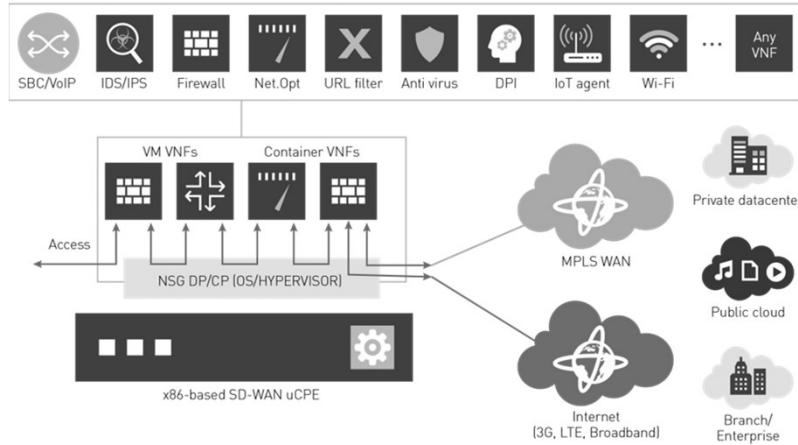 SBC/VoIP
IDS/IPS
Firewall
Net.Opt
URL filter
Anti virus
DPI
IoT agent
Wi-Fi
...
Any
VNF
VM VNFs
Container VNFs
Access
NSG DP/CP (OS/HYPERVISOR)
x86-based SD-WAN uCPE
MPLS WAN
Internet
(3G, LTE, Broadband)
Private datacente
Public cloud
Branch/
Enterprise